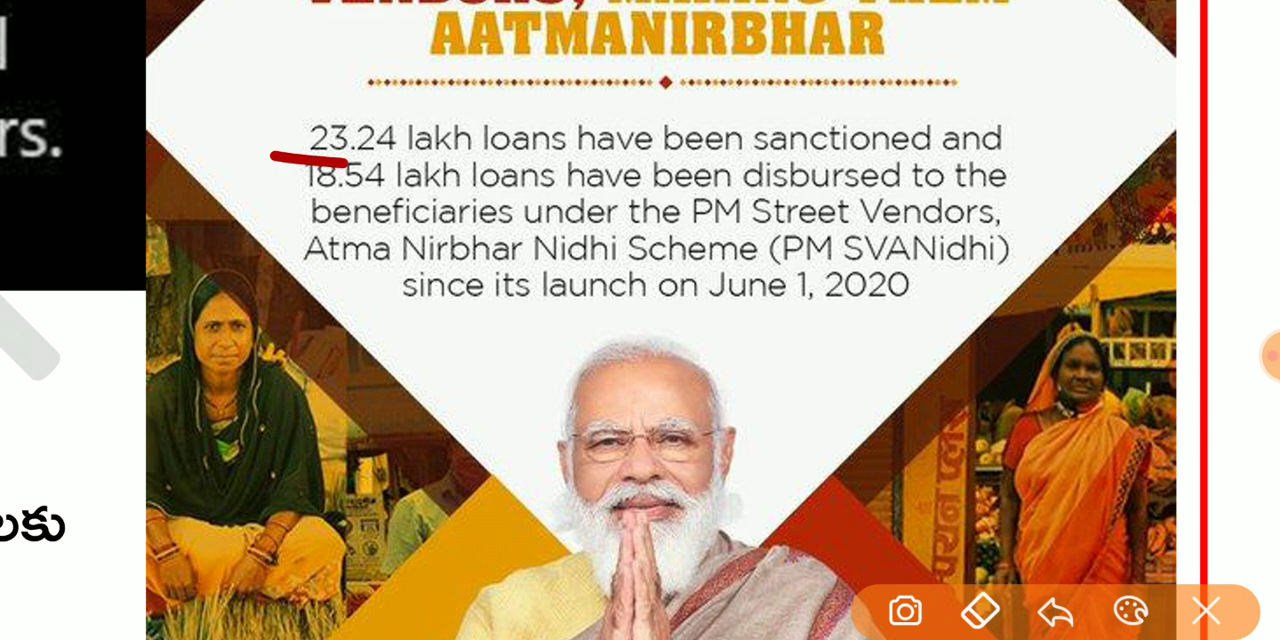 rs.
AATMANIRBHAR
23.24 lakh loans have been sanctioned and
18.54 lakh loans have been disbursed to the
beneficiaries under the PM Street Vendors,
Atma Nirbhar Nidhi Scheme (PM SVANidhi)
since its launch on June 1, 2020
లకు